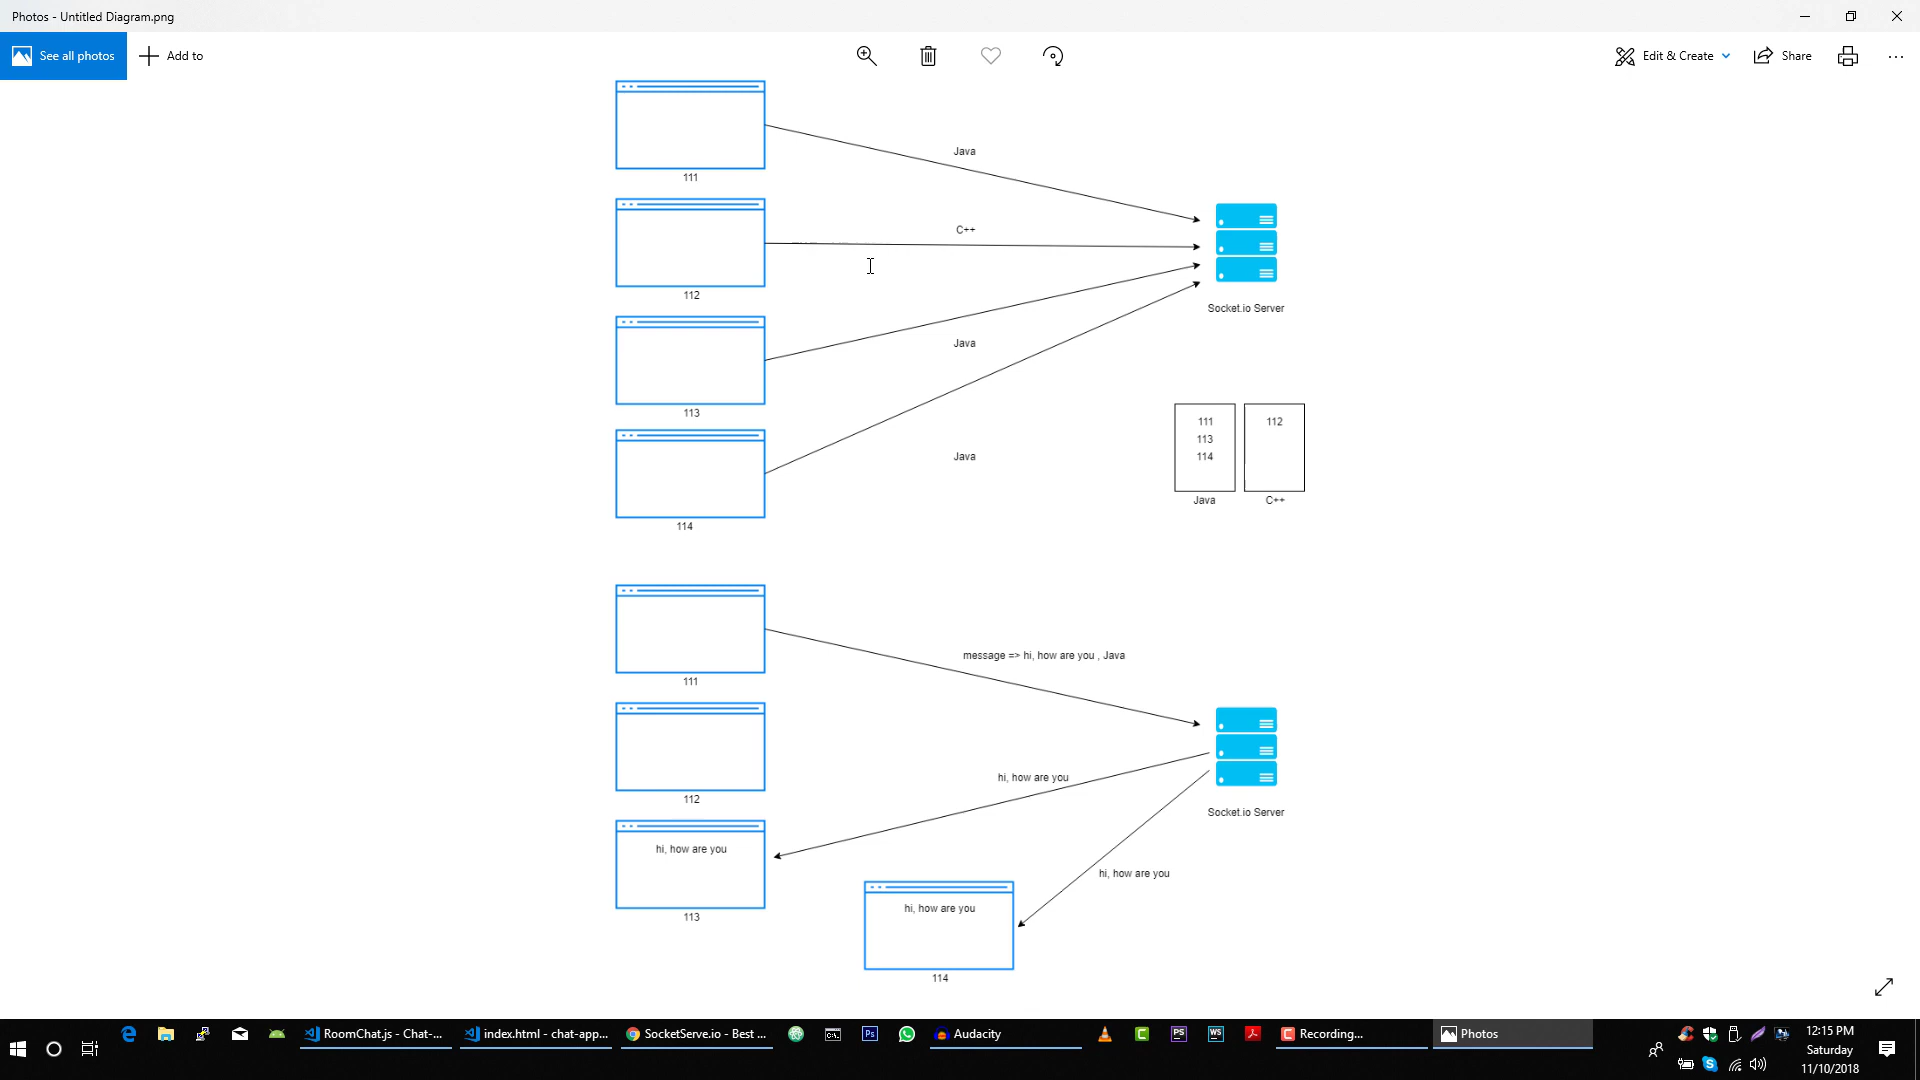 Photos - Untitled Diagram.png
See all photos
Add to
Edit & Create
Share
111
Java
112
C++
113
Java
114
Java
Socket.io Server
111
113
114
Java
112
C++
111
message => hi, how are you , Java
112
hi, how are you
Socket.io Server
hi, how are you
113
hi, how are you
hi, how are you
114
RoomChat.js - Chat-...
index.html - chat-app...
SocketServe.io - Best ...
Ps
Audacity
C
PS
WS
C
Recording...
Photos
12:15 PM
Saturday
11/10/2018